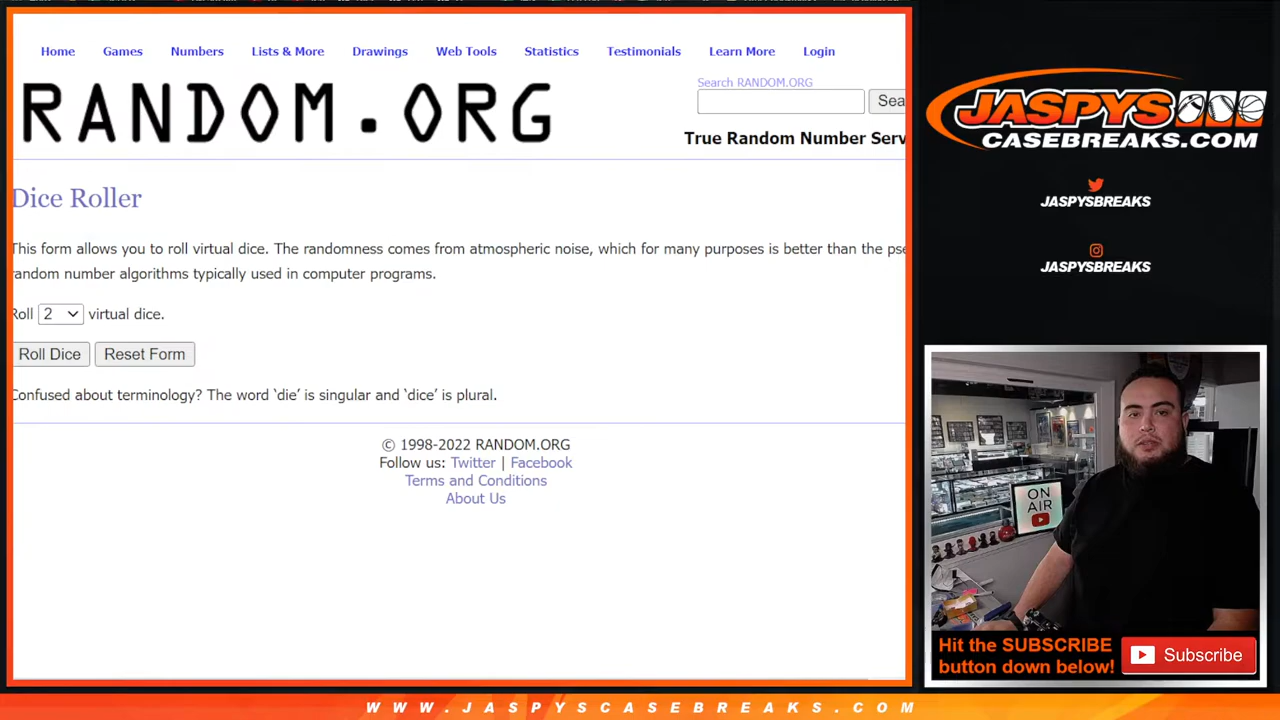 Home Games Numbers Lists & More Drawings Web Tools Statistics Testimonials Learn More Login
RANDOM.ORG
Search RANDOM.ORG
Sea
True Random Number Serv
Dice Roller
This form allows you to roll virtual dice. The randomness comes from atmospheric noise, which for many purposes is better than the pse
random number algorithms typically used in computer programs.
Roll 2 virtual dice.
Roll Dice Reset Form
Confused about terminology? The word ‘die’ is singular and ‘dice’ is plural.
© 1998-2022 RANDOM.ORG
Follow us: Twitter | Facebook
Terms and Conditions
About Us
JASPYS
CASEBREAKS.COM
JASPYSBREAKS
JASPYSBREAKS
ON
AIR
Hit the SUBSCRIBE
button down below!
Subscribe
WWW.JASPYSCASEBREAKS.COM